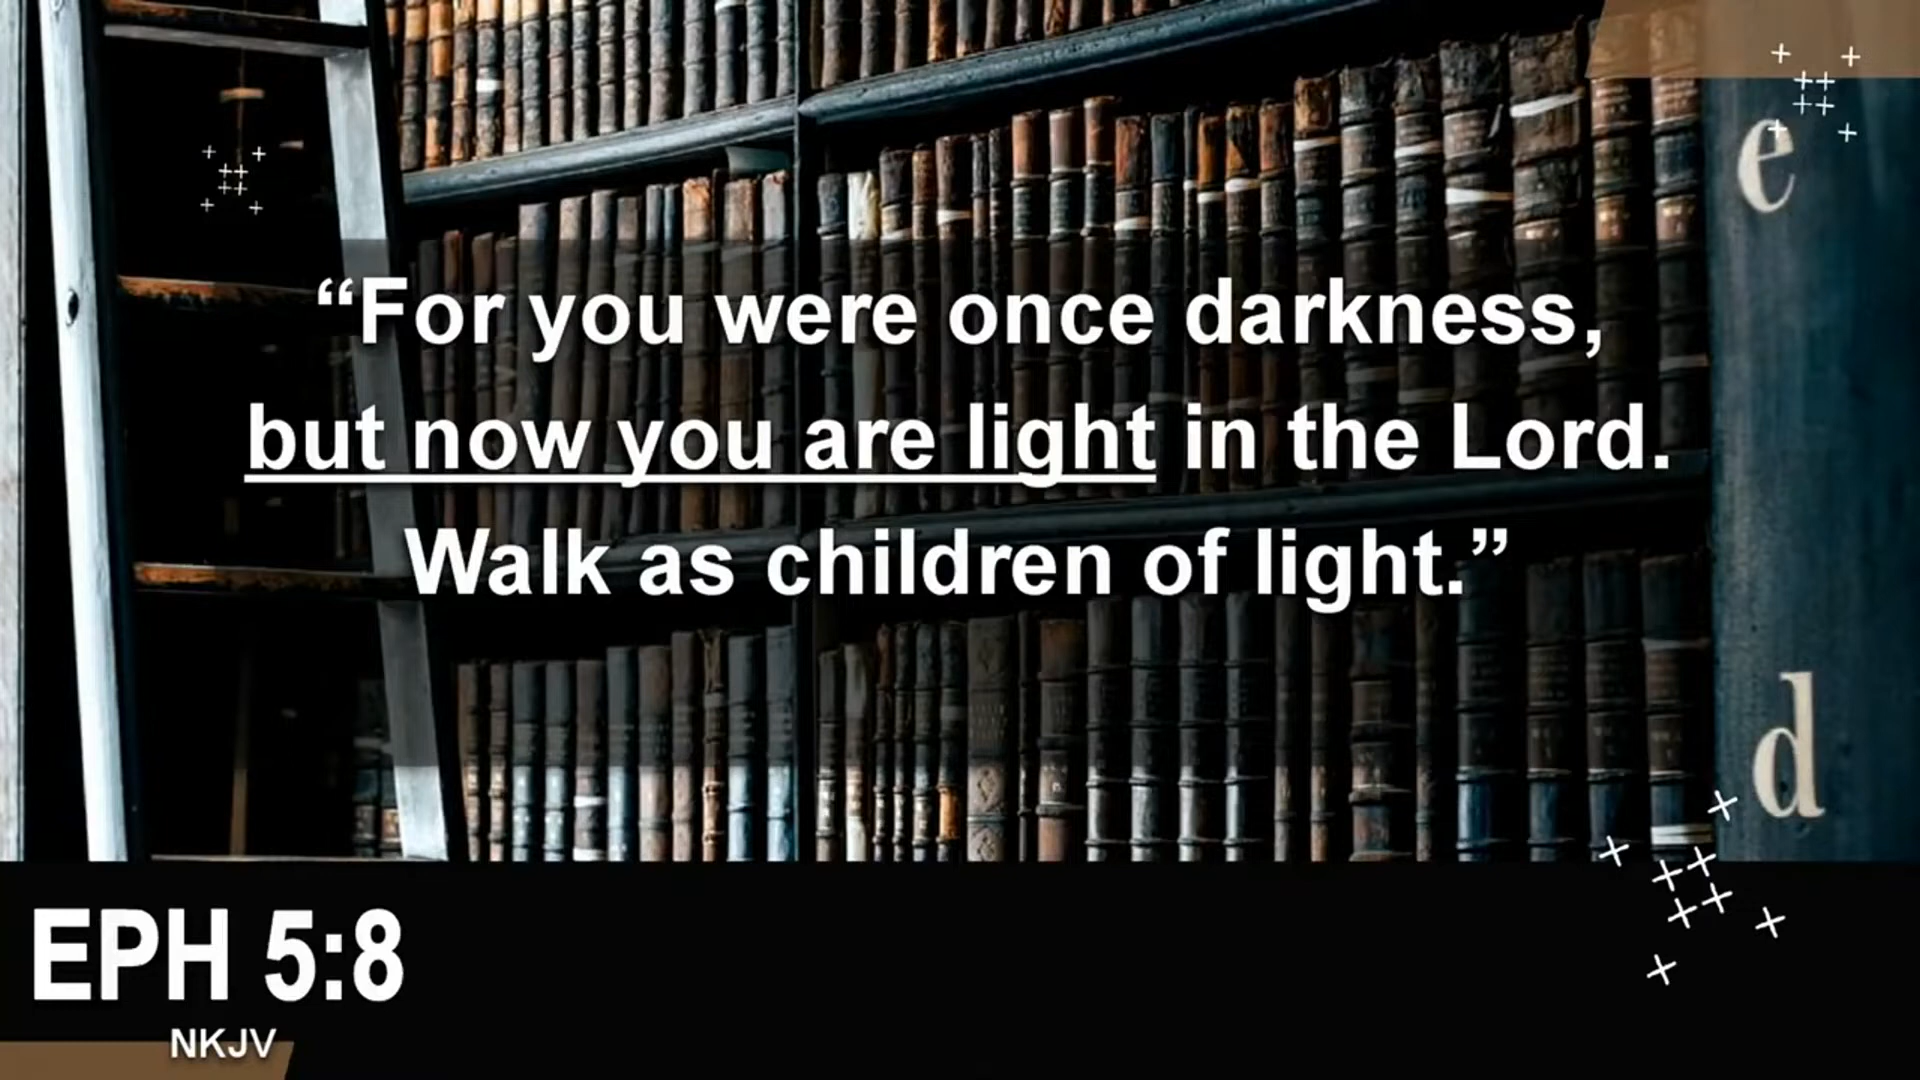 “For you were once darkness,
but now you are light in the Lord.
Walk as children of light.”
e
d
EPH 5:8
NKJV